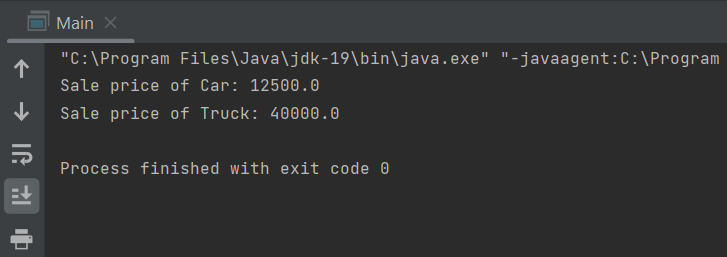 Main
"C:\Program Files\Java\jdk-19\bin\java.exe" "-javaagent:C:\Program
Sale price of Car: 12500.0
Sale price of Truck: 40000.0
Process finished with exit code 0